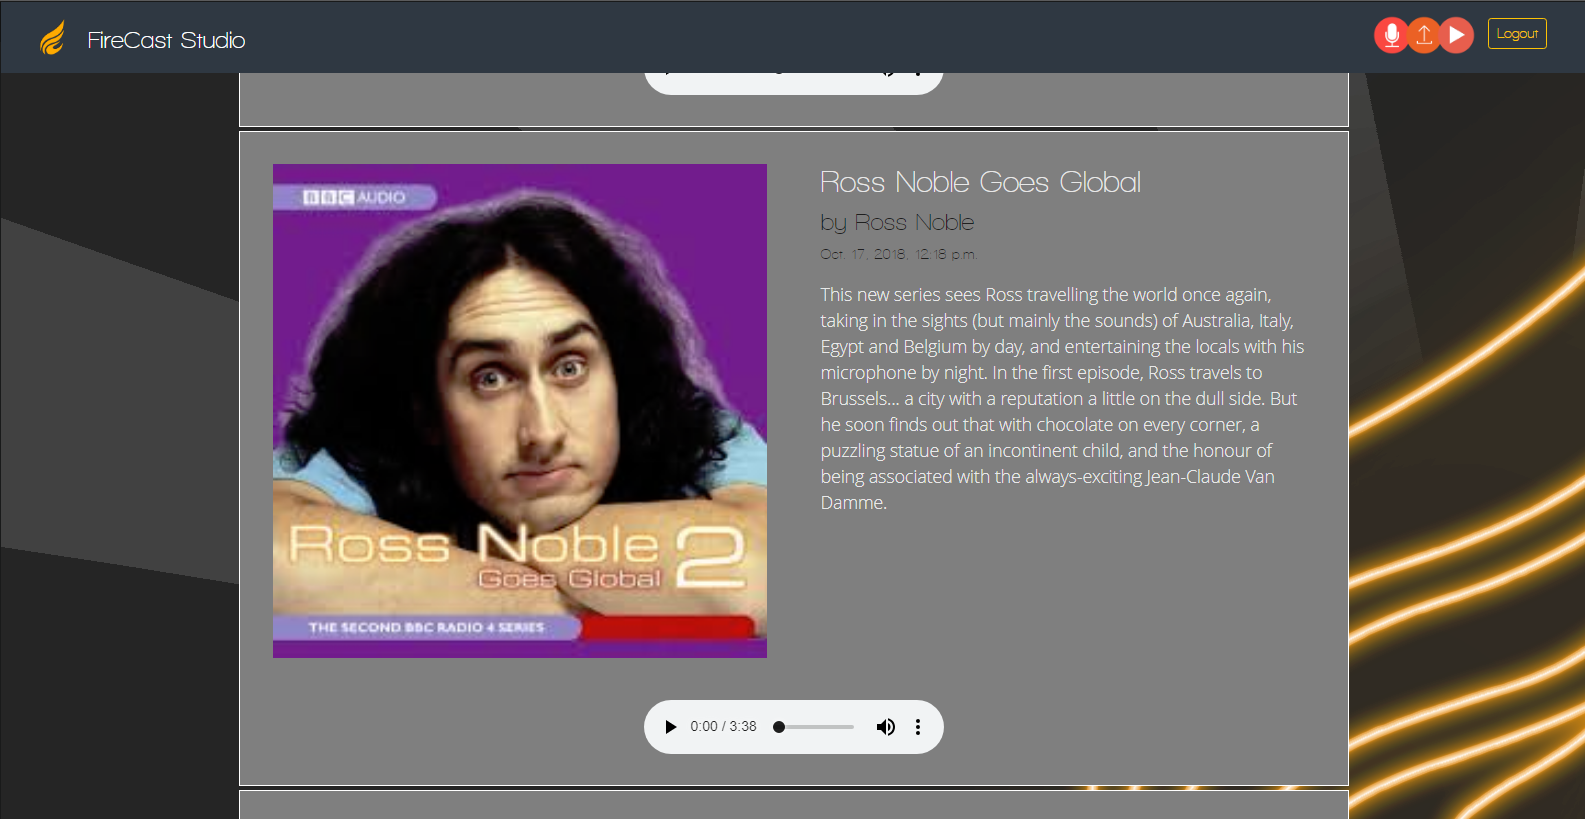 FireCast Studio
Logout
BBC AUDIO
Ross Noble 2
Goes Global
THE SECOND BBC RADIO 4 SERIES
Ross Noble Goes Global
by Ross Noble
Oct. 17, 2018, 12:18 p.m.
This new series sees Ross travelling the world once again,
taking in the sights (but mainly the sounds) of Australia, Italy,
Egypt and Belgium by day, and entertaining the locals with his
microphone by night. In the first episode, Ross travels to
Brussels... a city with a reputation a little on the dull side. But
he soon finds out that with chocolate on every corner, a
puzzling statue of an incontinent child, and the honour of
being associated with the always-exciting Jean-Claude Van
Damme.
0:00 / 3:38